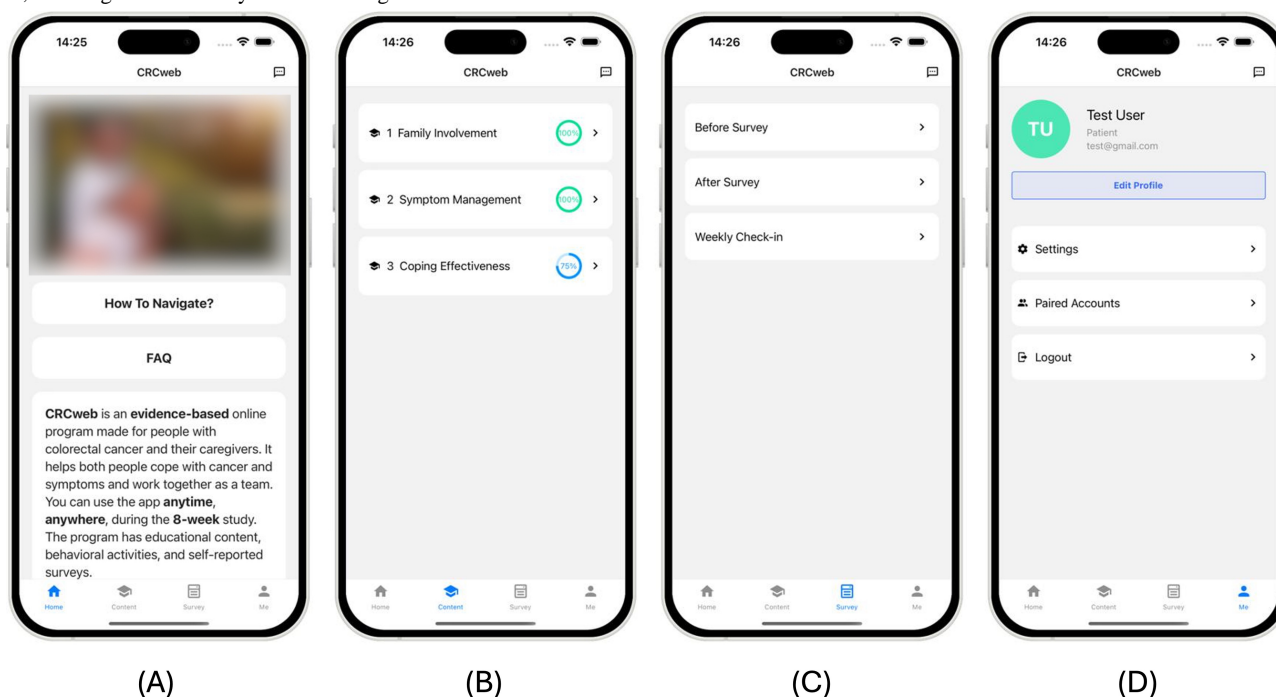 14:25
CRCweb
How To Navigate?
FAQ
CRCweb is an evidence-based online
program made for people with
colorectal cancer and their caregivers. It
helps both people cope with cancer and
symptoms and work together as a team.
You can use the app anytime,
anywhere, during the 8-week study.
The program has educational content,
behavioral activities, and self-reported
surveys.
Home Content Survey Me
(A)
14:26
CRCweb
1 Family Involvement 100%
2 Symptom Management 100%
3 Coping Effectiveness 75%
Home Content Survey Me
(B)
14:26
CRCweb
Before Survey
After Survey
Weekly Check-in
Home Content Survey Me
(C)
14:26
CRCweb
TU
Test User
Patient
test@gmail.com
Edit Profile
Settings
Paired Accounts
Logout
Home Content Survey Me
(D)